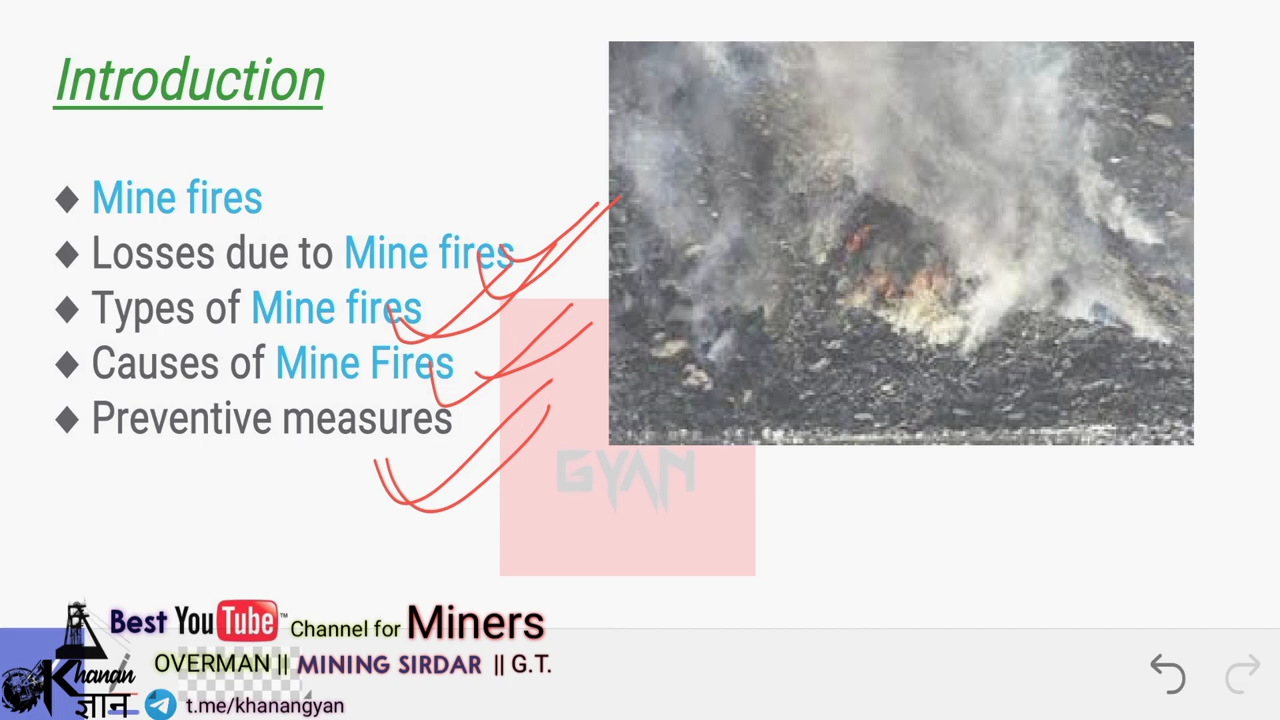 Introduction
Mine fires
Losses due to Mine fires
Types of Mine fires
Causes of Mine Fires
Preventive measures
GYAN
Best YouTube™ Channel for Miners
OVERMAN || MINING SIRDAR || G.T.
Khanan
ज्ञान
t.me/khanangyan